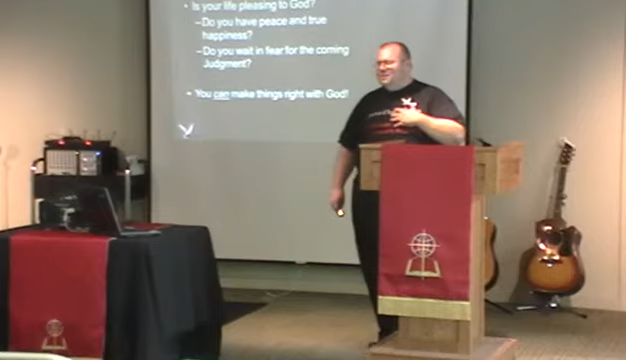 • Is your life pleasing to God?
–Do you have peace and true
happiness?
–Do you wait in fear for the coming
Judgment?
• You can make things right with God!